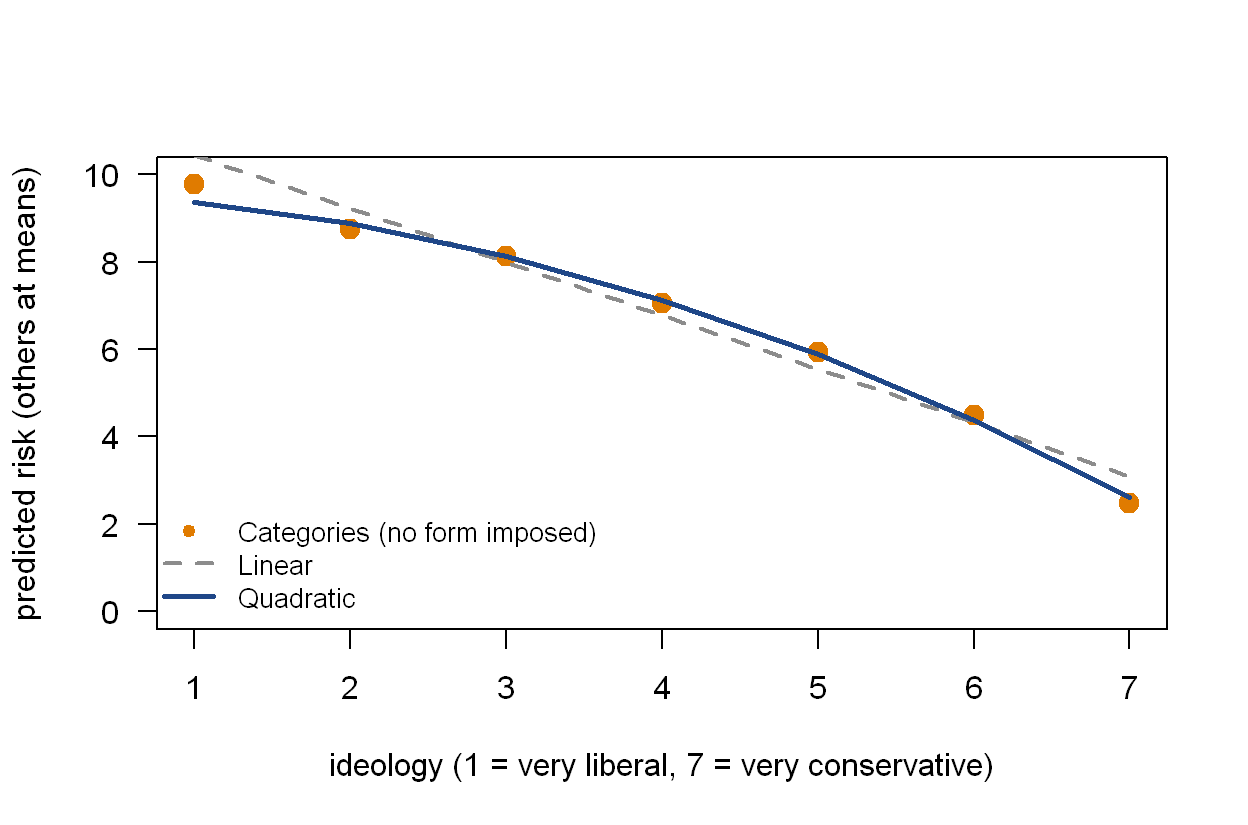 predicted risk (others at means)
10
8
6
4
2
0
Categories (no form imposed)
Linear
Quadratic
1 2 3 4 5 6 7
ideology (1 = very liberal, 7 = very conservative)